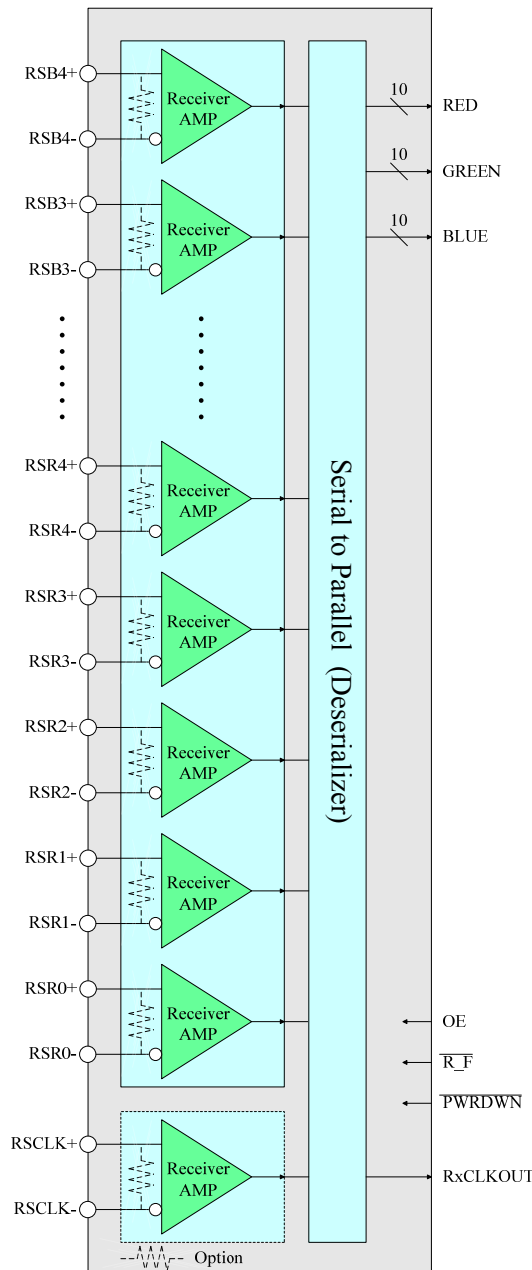 RSB4+
Receiver
AMP
RSB4-
10
RED
10
GREEN
RSB3+
Receiver
AMP
RSB3-
10
BLUE
RSR4+
Receiver
AMP
RSR4-
RSR3+
Receiver
AMP
RSR3-
RSR2+
Receiver
AMP
RSR2-
RSR1+
Receiver
AMP
RSR1-
RSR0+
Receiver
AMP
RSR0-
RSCLK+
Receiver
AMP
RSCLK-
Serial to Parallel (Deserializer)
OE
R_F
PWRDWN
RxCLKOUT
Option